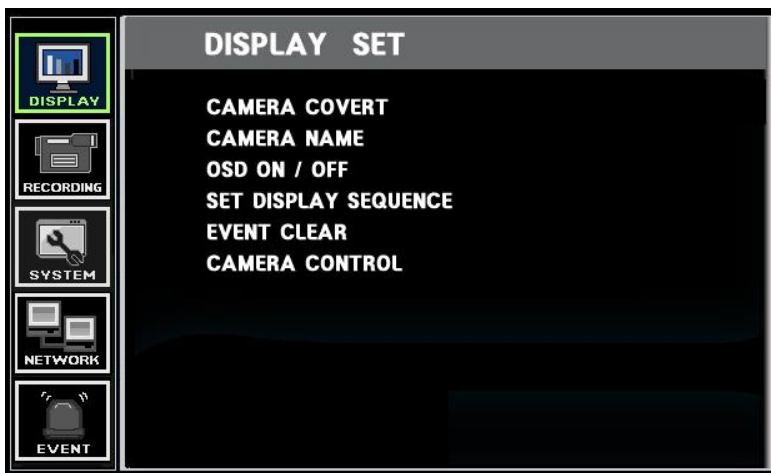 DISPLAY SET
DISPLAY
RECORDING
SYSTEM
NETWORK
EVENT
CAMERA COVERT
CAMERA NAME
OSD ON / OFF
SET DISPLAY SEQUENCE
EVENT CLEAR
CAMERA CONTROL